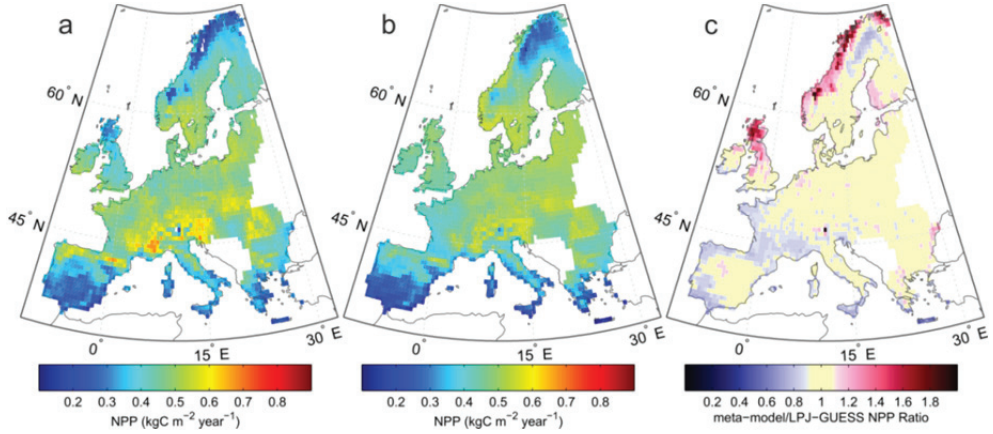 a
b
c
60° N
45° N
0°
15° E
30° E
60° N
45° N
0°
15° E
30° E
60° N
45° N
0°
15° E
30° E
0.2 0.3 0.4 0.5 0.6 0.7 0.8
NPP (kgC m⁻² year⁻¹)
0.2 0.3 0.4 0.5 0.6 0.7 0.8
NPP (kgC m⁻² year⁻¹)
0.2 0.4 0.6 0.8 1 1.2 1.4 1.6 1.8
meta−model/LPJ−GUESS NPP Ratio